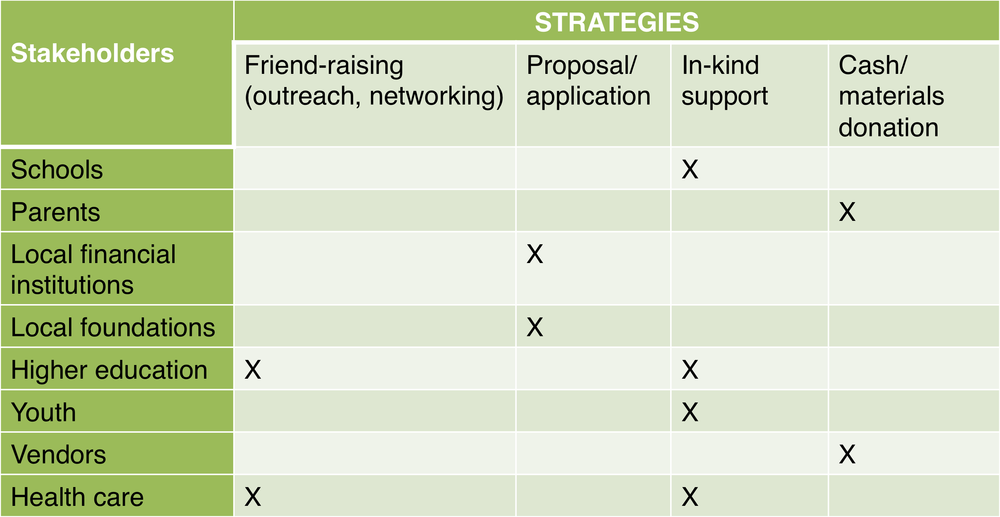 STRATEGIES
Stakeholders
Friend-raising
(outreach, networking)
Proposal/
application
In-kind
support
Cash/
materials
donation
Schools X
Parents X
Local financial
institutions
X
Local foundations X
Higher education X X
Youth X
Vendors X
Health care X X